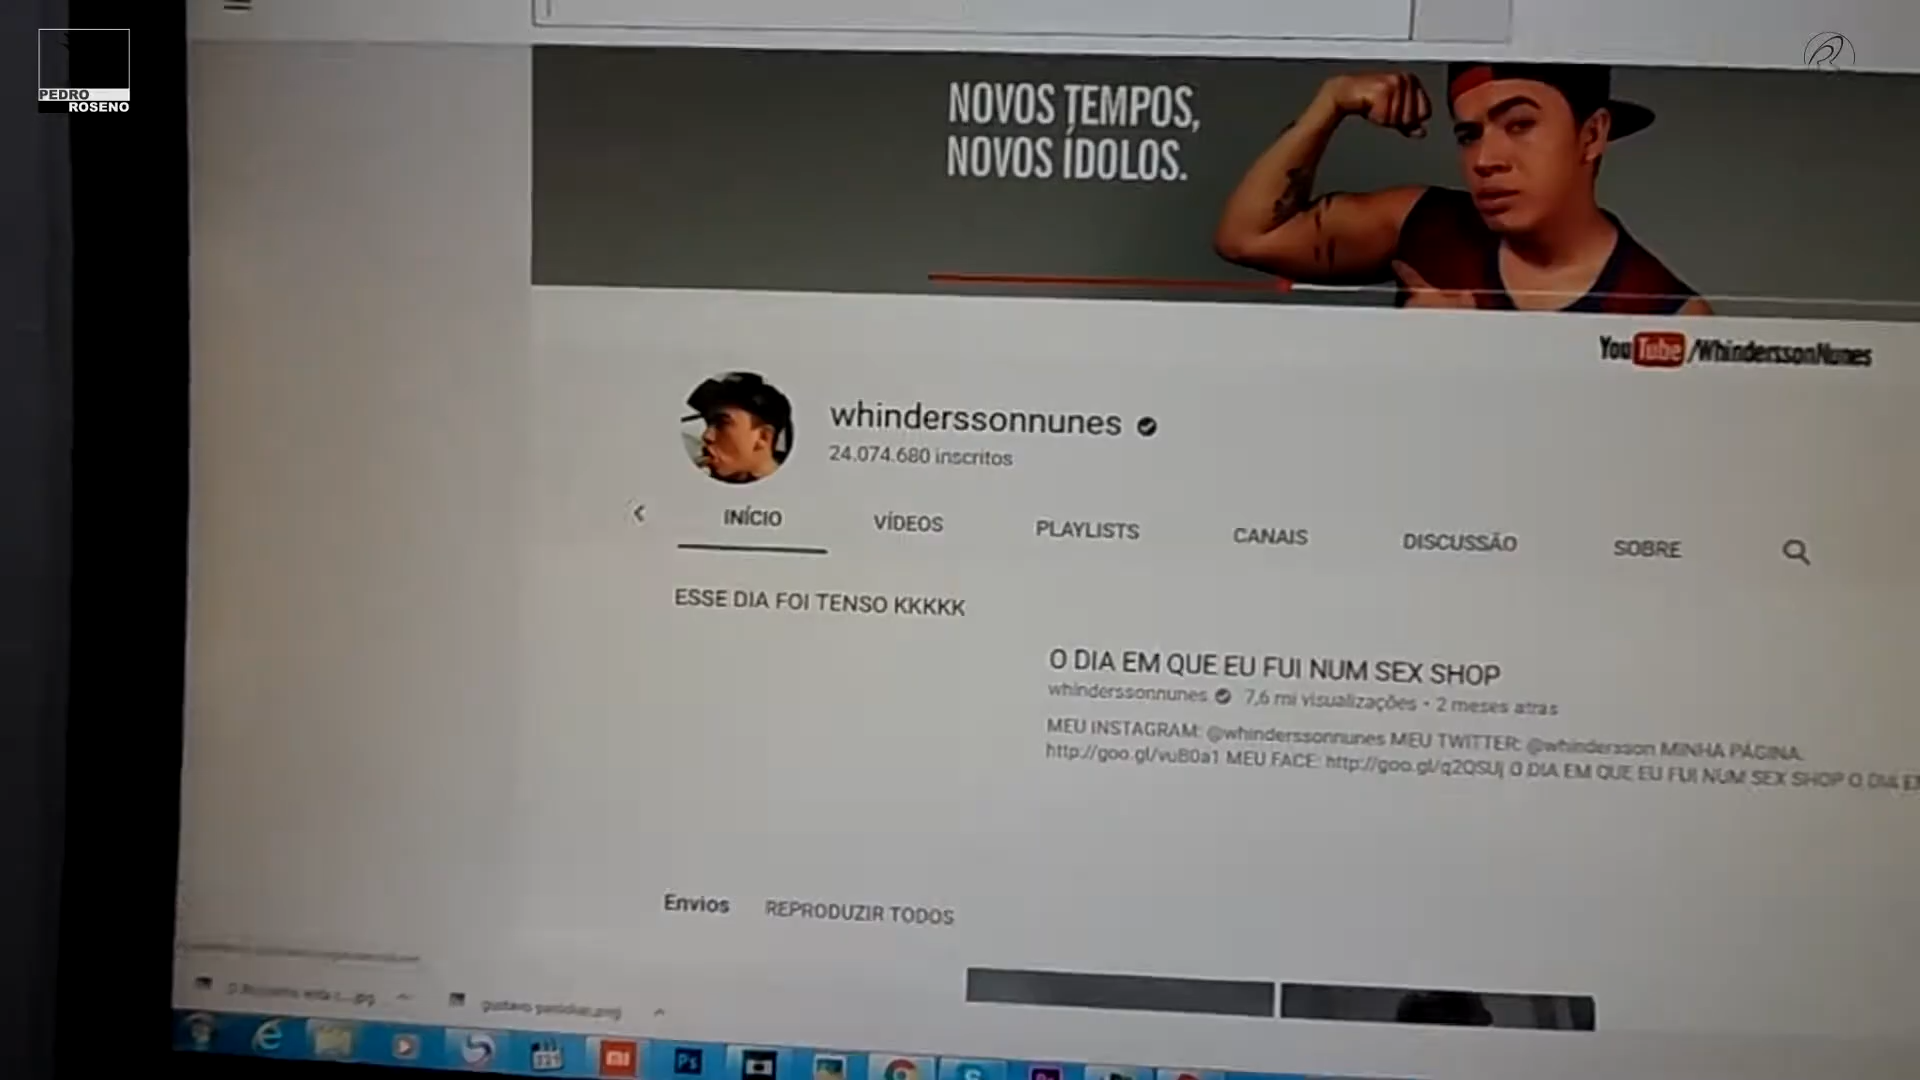 PEDRO
ROSENO
NOVOS TEMPOS,
NOVOS ÍDOLOS.
YouTube /WhinderssonNunes
whinderssonnunes
24.074.680 inscritos
INÍCIO VÍDEOS PLAYLISTS CANAIS DISCUSSÃO SOBRE
ESSE DIA FOI TENSO KKKKK
O DIA EM QUE EU FUI NUM SEX SHOP
whinderssonnunes 7,6 mi visualizações • 2 meses atrás
MEU INSTAGRAM: @whinderssonnunes MEU TWITTER: @whindersson MINHA PÁGINA:
http://goo.gl/vuB0a1 MEU FACE: http://goo.gl/q2QSUj O DIA EM QUE EU FUI NUM SEX SHOP O DIA EM
Envios REPRODUZIR TODOS
mi Ps